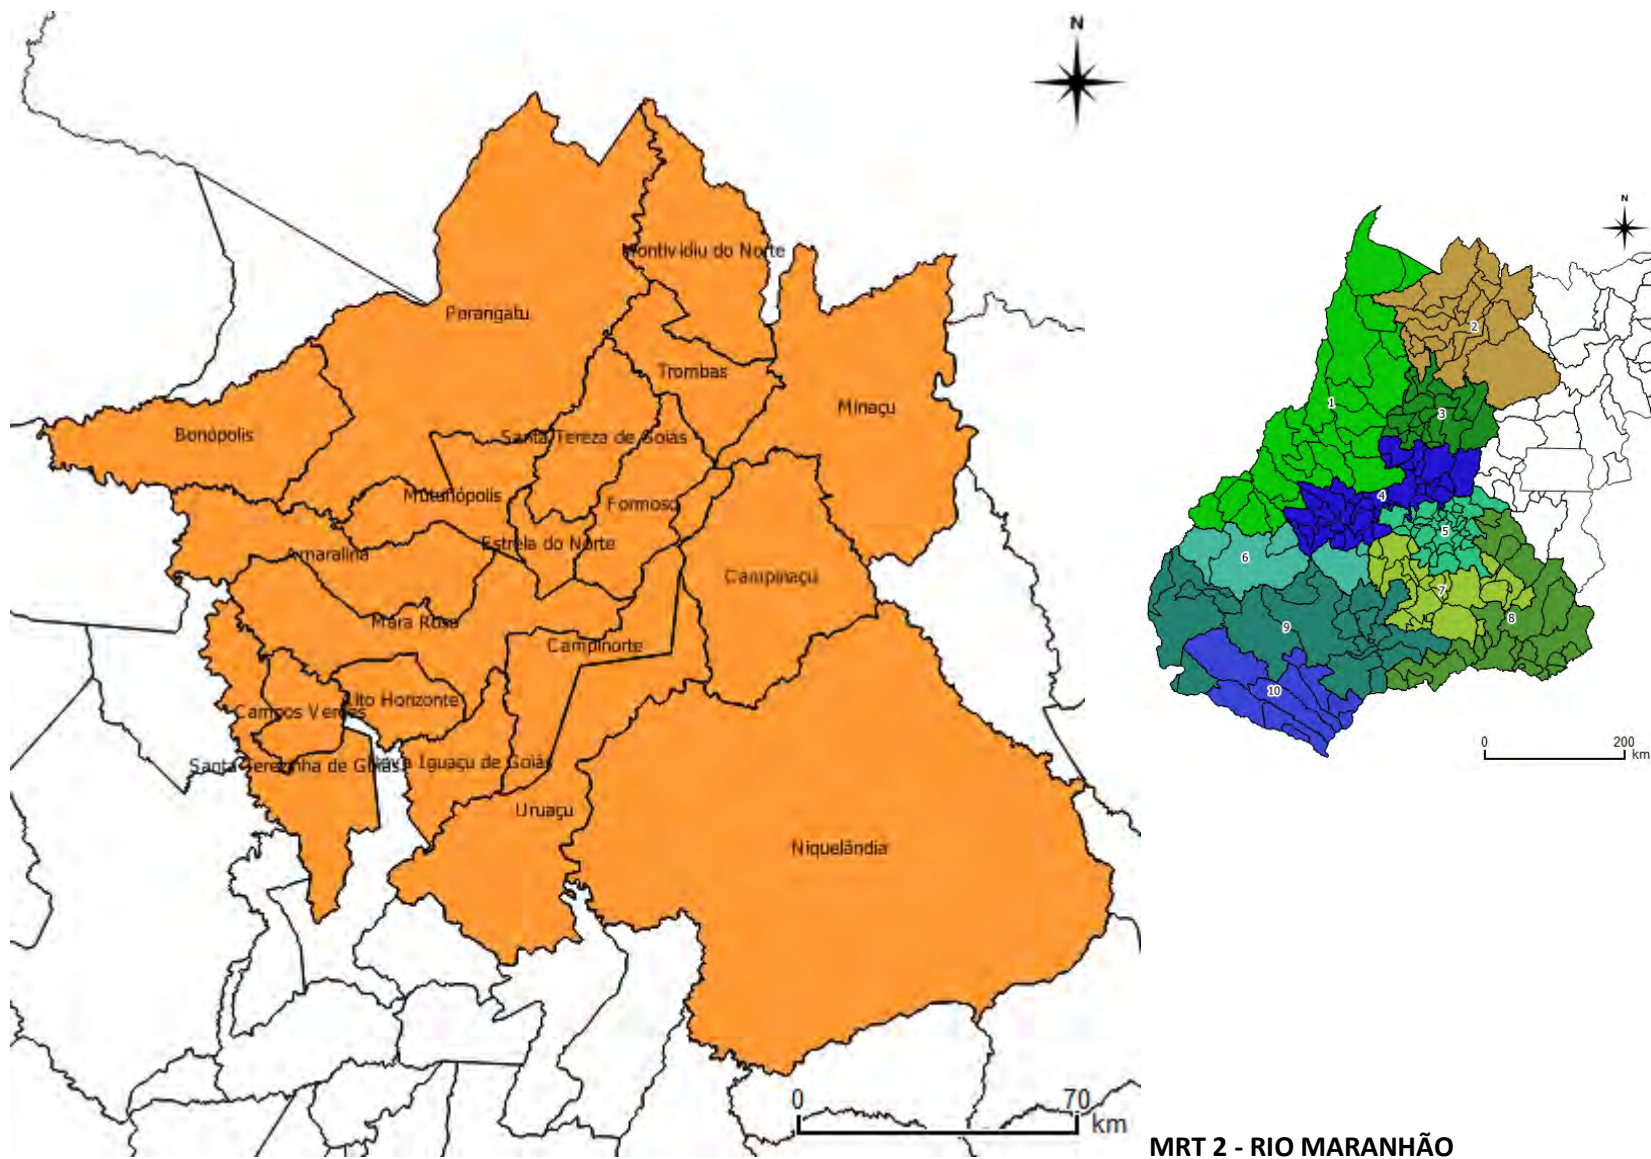 N
Montividiu do Norte
Porangatu
Trombas
Minaçu
Bonópolis
Santa Tereza de Goiás
Mutunópolis
Formoso
Estrela do Norte
Amaralina
Campinaçu
Mara Rosa
Campinorte
Alto Horizonte
Campos Verdes
Santa Terezinha de Goiás
Nova Iguaçu de Goiás
Uruaçu
Niquelândia
0 70
km
N
1
2
3
4
5
6
7
8
9
10
0 200
km
MRT 2 - RIO MARANHÃO